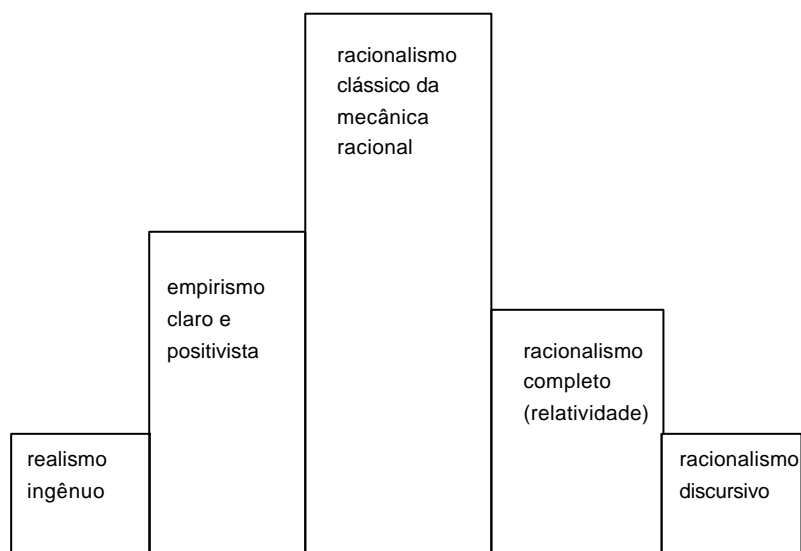 realismo
ingênuo
empirismo
claro e
positivista
racionalismo
clássico da
mecânica
racional
racionalismo
completo
(relatividade)
racionalismo
discursivo